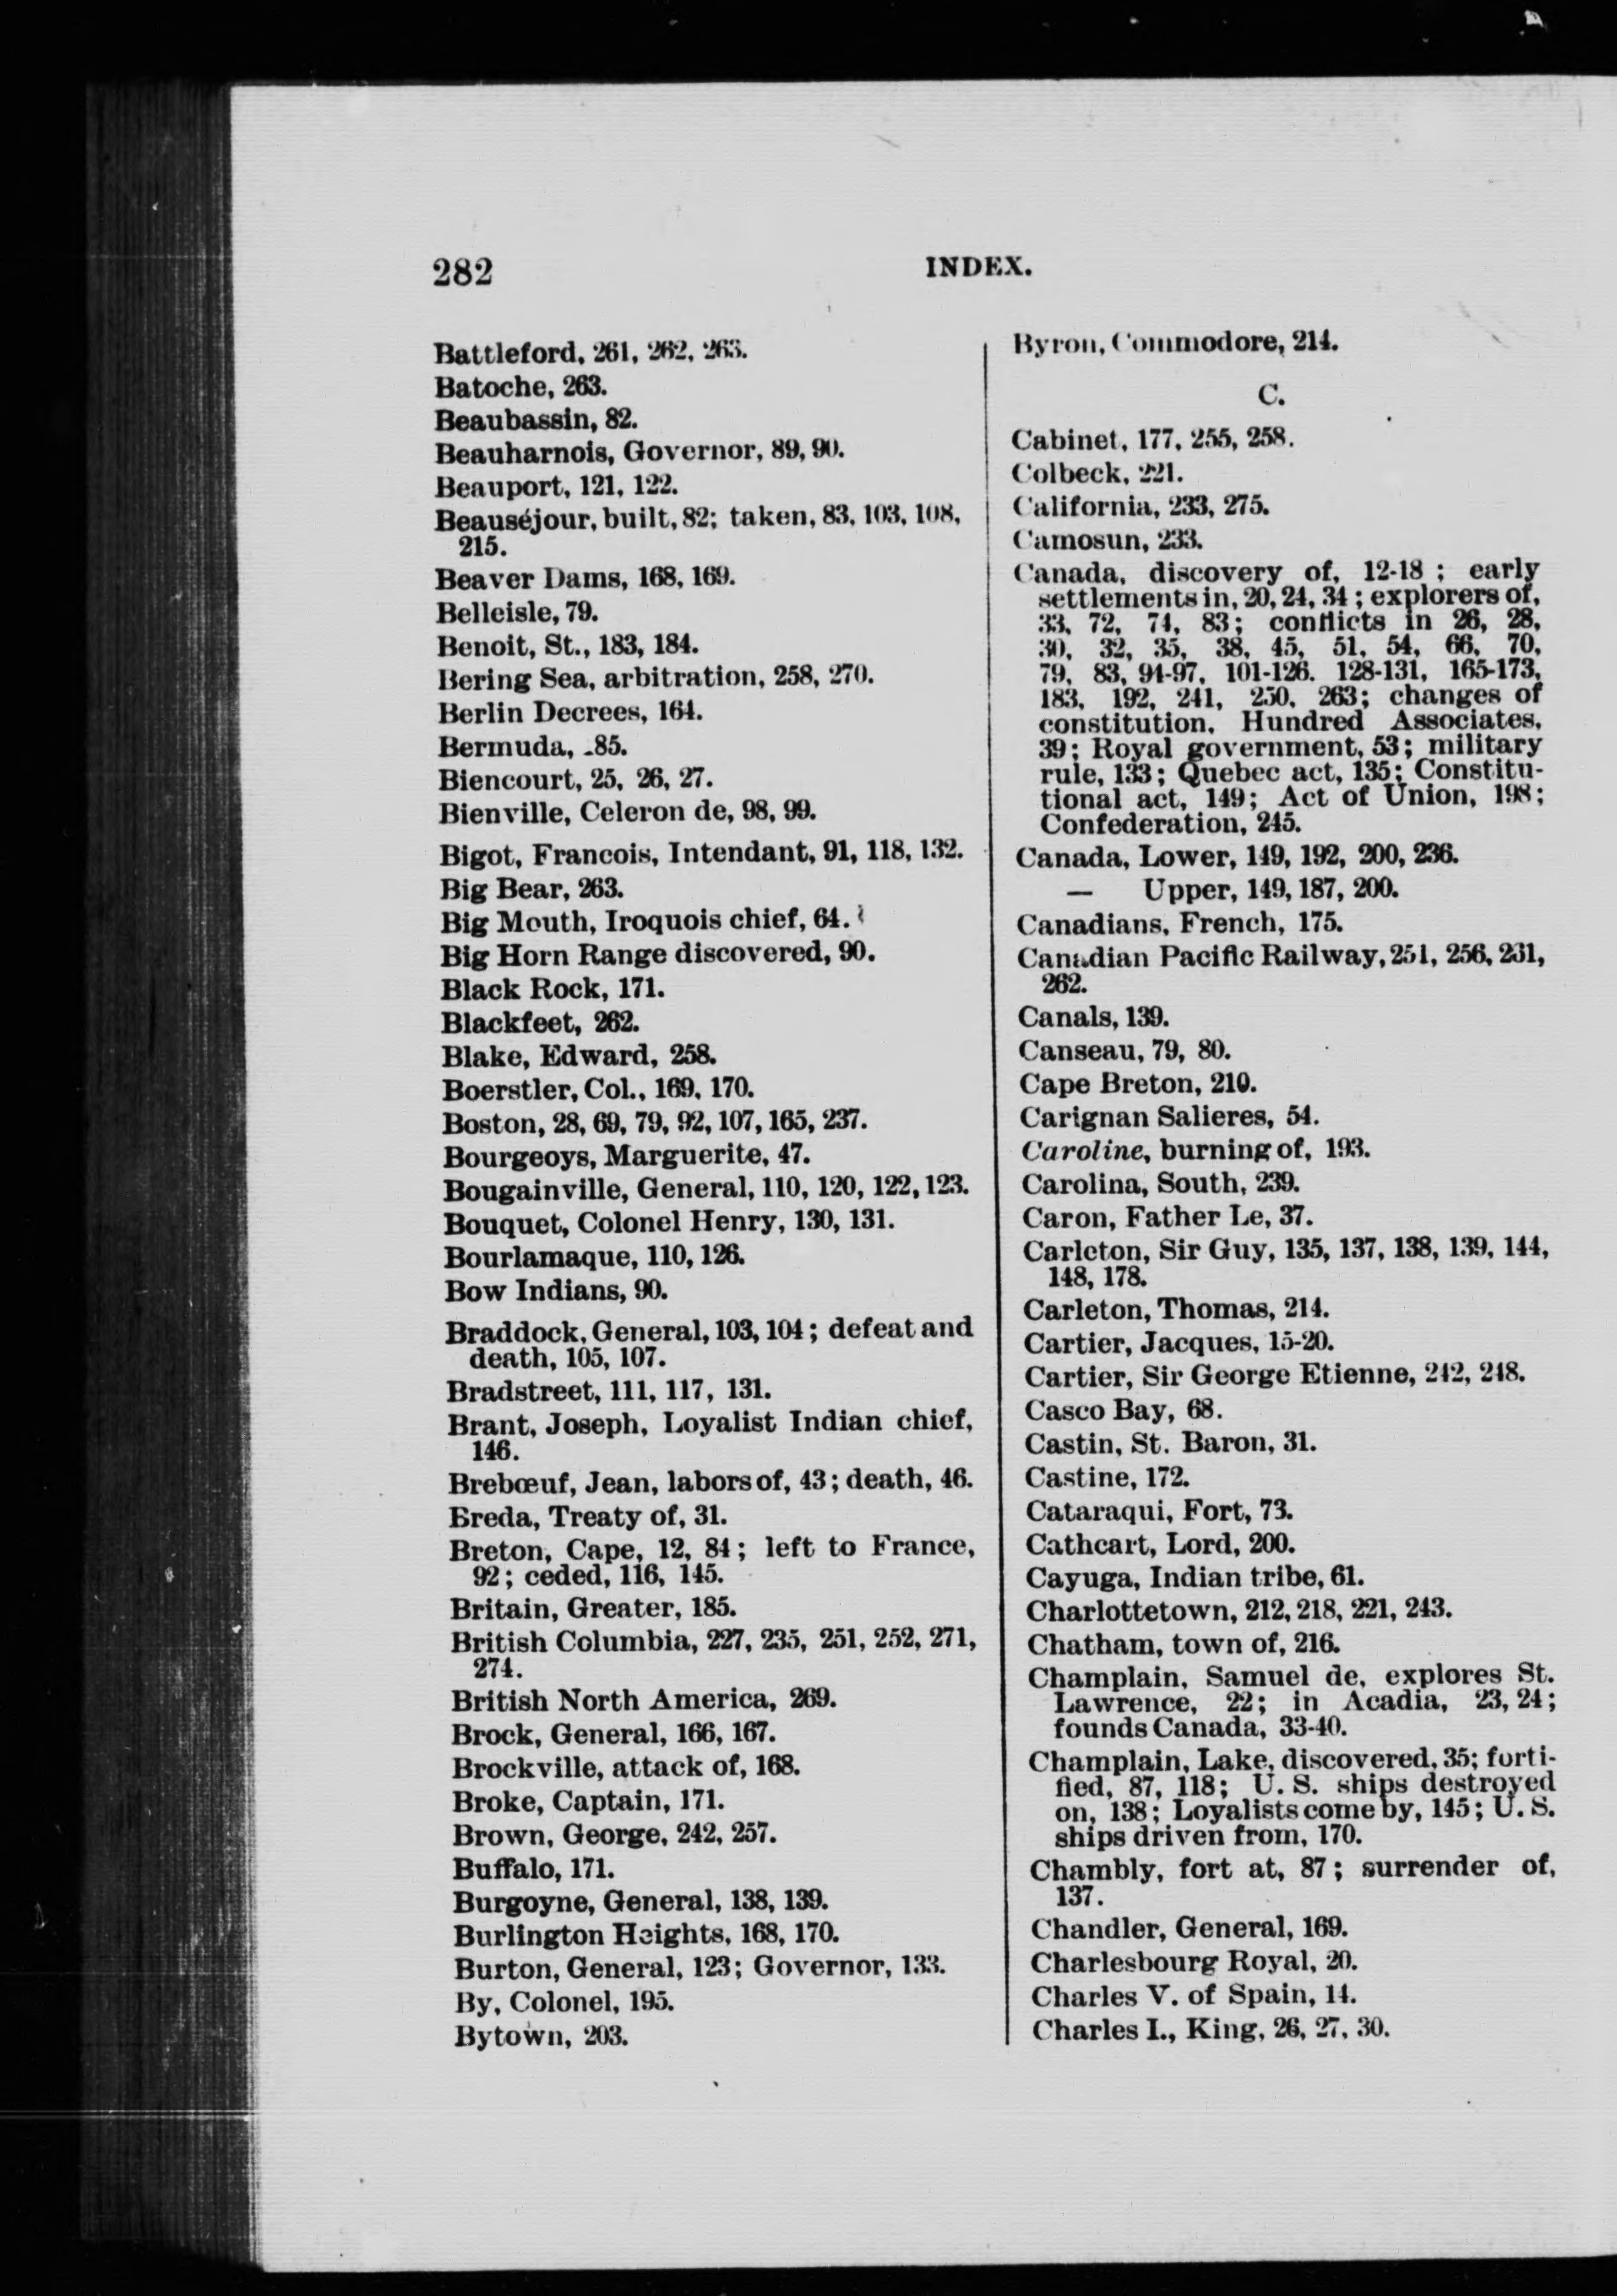 282
INDEX.
Battleford, 261, 262, 263.
Batoche, 263.
Beaubassin, 82.
Beauharnois, Governor, 89, 90.
Beauport, 121, 122.
Beauséjour, built, 82; taken, 83, 103, 108,
215.
Beaver Dams, 168, 169.
Belleisle, 79.
Benoit, St., 183, 184.
Bering Sea, arbitration, 258, 270.
Berlin Decrees, 164.
Bermuda, 85.
Biencourt, 25, 26, 27.
Bienville, Celeron de, 98, 99.
Bigot, Francois, Intendant, 91, 118, 132.
Big Bear, 263.
Big Mouth, Iroquois chief, 64.
Big Horn Range discovered, 90.
Black Rock, 171.
Blackfeet, 262.
Blake, Edward, 258.
Boerstler, Col., 169, 170.
Boston, 28, 69, 79, 92, 107, 165, 237.
Bourgeoys, Marguerite, 47.
Bougainville, General, 110, 120, 122, 123.
Bouquet, Colonel Henry, 130, 131.
Bourlamaque, 110, 126.
Bow Indians, 90.
Braddock, General, 103, 104; defeat and
death, 105, 107.
Bradstreet, 111, 117, 131.
Brant, Joseph, Loyalist Indian chief,
146.
Brebœuf, Jean, labors of, 43; death, 46.
Breda, Treaty of, 31.
Breton, Cape, 12, 84; left to France,
92; ceded, 116, 145.
Britain, Greater, 185.
British Columbia, 227, 235, 251, 252, 271,
274.
British North America, 269.
Brock, General, 166, 167.
Brockville, attack of, 168.
Broke, Captain, 171.
Brown, George, 242, 257.
Buffalo, 171.
Burgoyne, General, 138, 139.
Burlington Heights, 168, 170.
Burton, General, 123; Governor, 133.
By, Colonel, 195.
Bytown, 203.
Byron, Commodore, 214.
C.
Cabinet, 177, 255, 258.
Colbeck, 221.
California, 233, 275.
Camosun, 233.
Canada, discovery of, 12-18; early
settlements in, 20, 24, 34; explorers of,
33, 72, 74, 83; conflicts in 26, 28,
30, 32, 35, 38, 45, 51, 54, 66, 70,
79, 83, 94-97, 101-126, 128-131, 165-173,
183, 192, 241, 250, 263; changes of
constitution, Hundred Associates,
39; Royal government, 53; military
rule, 133; Quebec act, 135; Constitu-
tional act, 149; Act of Union, 198;
Confederation, 245.
Canada, Lower, 149, 192, 200, 236.
— Upper, 149, 187, 200.
Canadians, French, 175.
Canadian Pacific Railway, 251, 256, 261,
262.
Canals, 139.
Canseau, 79, 80.
Cape Breton, 210.
Carignan Salieres, 54.
Caroline, burning of, 193.
Carolina, South, 239.
Caron, Father Le, 37.
Carleton, Sir Guy, 135, 137, 138, 139, 144,
148, 178.
Carleton, Thomas, 214.
Cartier, Jacques, 15-20.
Cartier, Sir George Etienne, 242, 248.
Casco Bay, 68.
Castin, St. Baron, 31.
Castine, 172.
Cataraqui, Fort, 73.
Cathcart, Lord, 200.
Cayuga, Indian tribe, 61.
Charlottetown, 212, 218, 221, 243.
Chatham, town of, 216.
Champlain, Samuel de, explores St.
Lawrence, 22; in Acadia, 23, 24;
founds Canada, 33-40.
Champlain, Lake, discovered, 35; forti-
fied, 87, 118; U. S. ships destroyed
on, 138; Loyalists come by, 145; U. S.
ships driven from, 170.
Chambly, fort at, 87; surrender of,
137.
Chandler, General, 169.
Charlesbourg Royal, 20.
Charles V. of Spain, 14.
Charles I., King, 26, 27, 30.